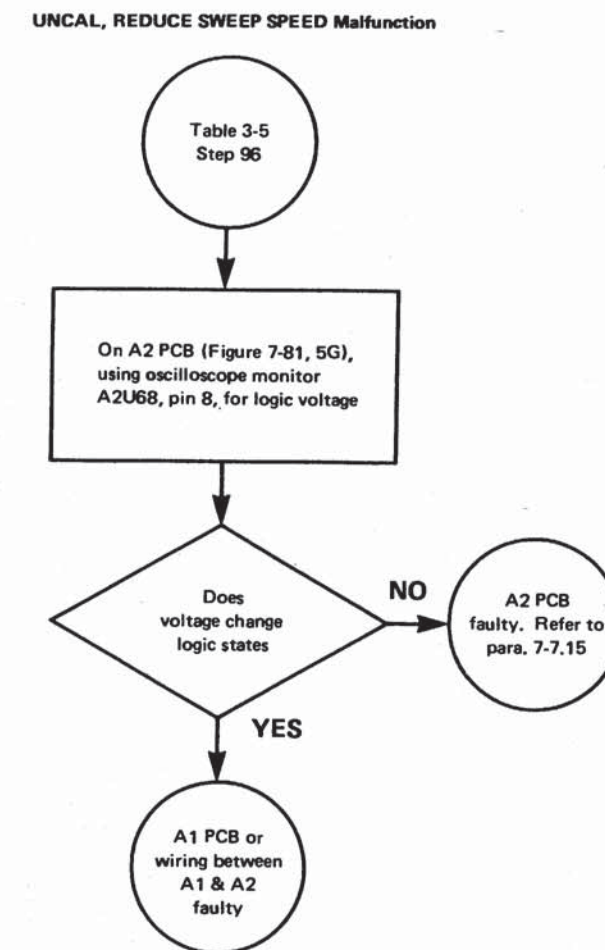 UNCAL, REDUCE SWEEP SPEED Malfunction
Table 3-5
Step 96
On A2 PCB (Figure 7-81, 5G),
using oscilloscope monitor
A2U68, pin 8, for logic voltage
Does
voltage change
logic states
NO
A2 PCB
faulty. Refer to
para. 7-7.15
YES
A1 PCB or
wiring between
A1 & A2
faulty